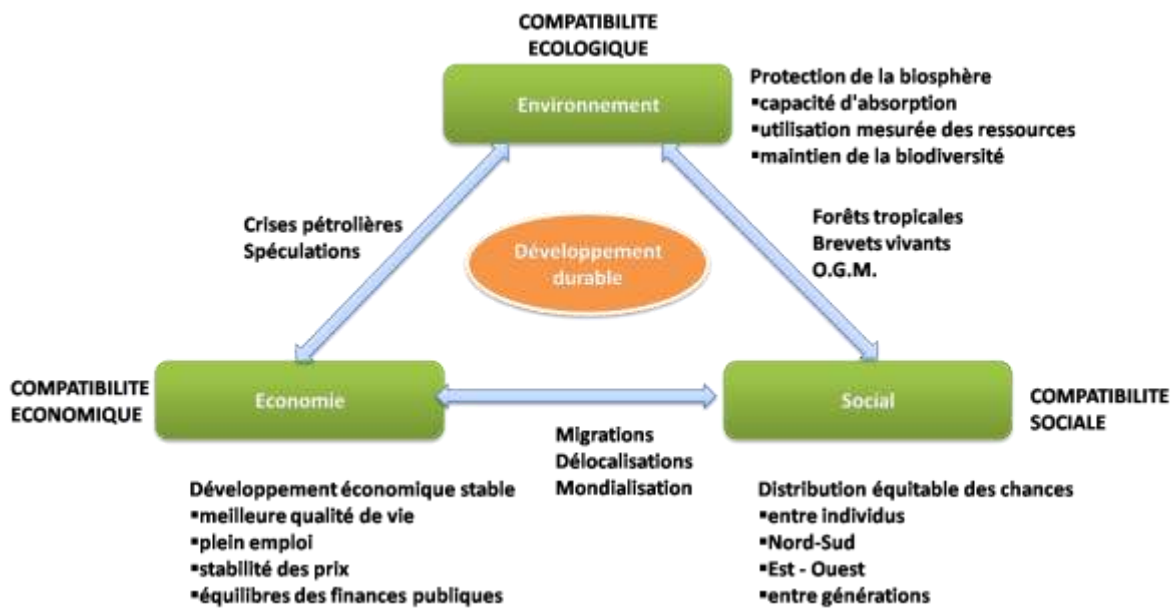 COMPATIBILITE
ECOLOGIQUE
Environnement
Protection de la biosphère
▪capacité d'absorption
▪utilisation mesurée des ressources
▪maintien de la biodiversité
Crises pétrolières
Spéculations
Développement
durable
Forêts tropicales
Brevets vivants
O.G.M.
COMPATIBILITE
ECONOMIQUE
Economie
Social
COMPATIBILITE
SOCIALE
Migrations
Délocalisations
Mondialisation
Développement économique stable
▪meilleure qualité de vie
▪plein emploi
▪stabilité des prix
▪équilibres des finances publiques
Distribution équitable des chances
▪entre individus
▪Nord-Sud
▪Est - Ouest
▪entre générations